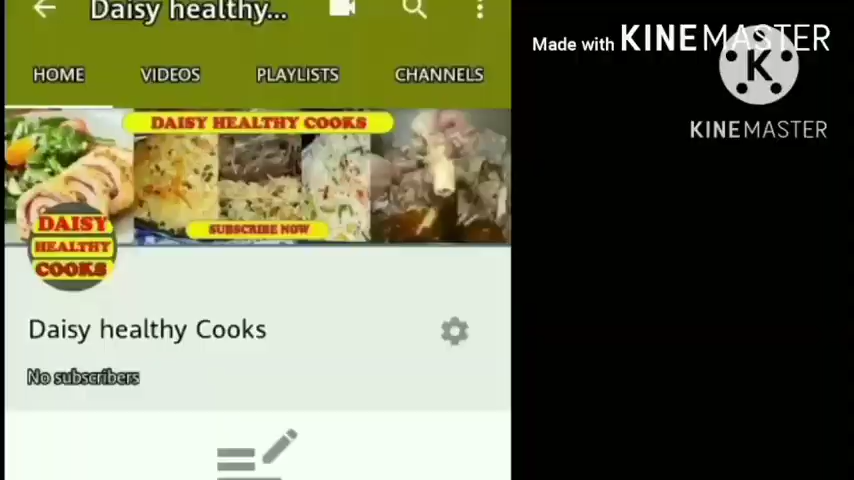 Daisy healthy...
HOME VIDEOS PLAYLISTS CHANNELS
DAISY HEALTHY COOKS
SUBSCRIBE NOW
DAISY
HEALTHY
COOKS
Daisy healthy Cooks
No subscribers
Made with KINEMASTER
K
KINEMASTER